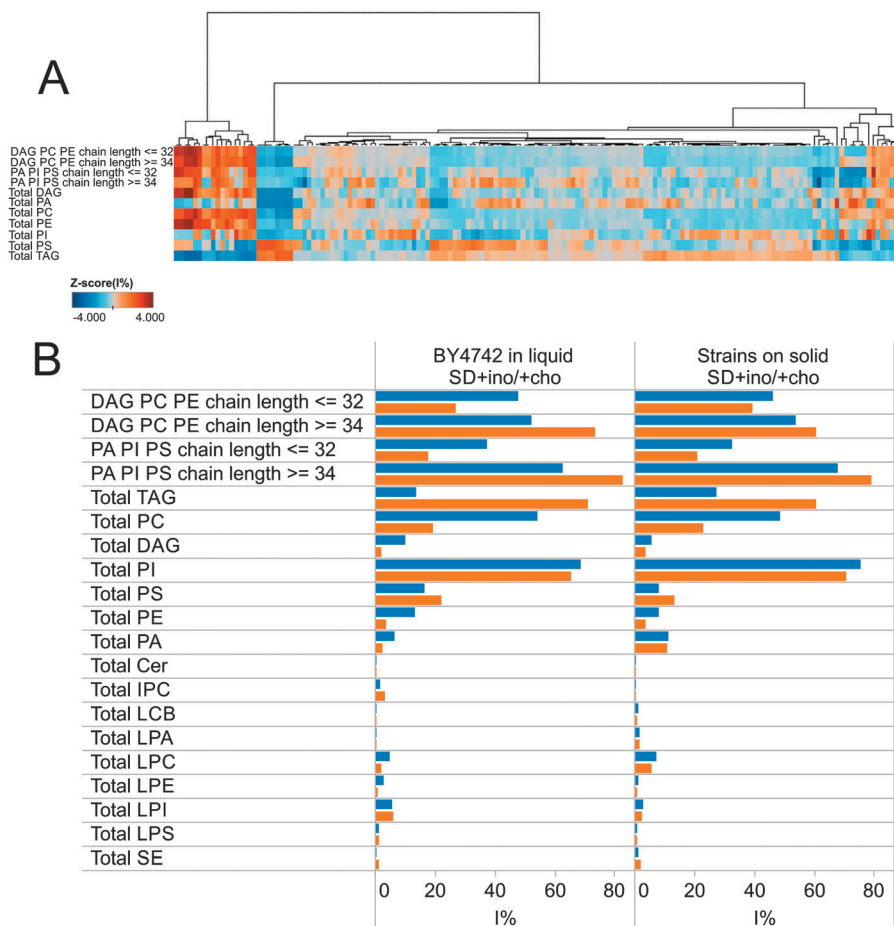 A
DAG PC PE chain length <= 32
DAG PC PE chain length >= 34
PA PI PS chain length <= 32
PA PI PS chain length >= 34
Total DAG
Total PA
Total PC
Total PE
Total PI
Total PS
Total TAG
Z-score(I%)
-4.000 4.000
B
BY4742 in liquid
SD+ino/+cho
Strains on solid
SD+ino/+cho
DAG PC PE chain length <= 32
DAG PC PE chain length >= 34
PA PI PS chain length <= 32
PA PI PS chain length >= 34
Total TAG
Total PC
Total DAG
Total PI
Total PS
Total PE
Total PA
Total Cer
Total IPC
Total LCB
Total LPA
Total LPC
Total LPE
Total LPI
Total LPS
Total SE
0 20 40 60 80 0 20 40 60 80
I% I%